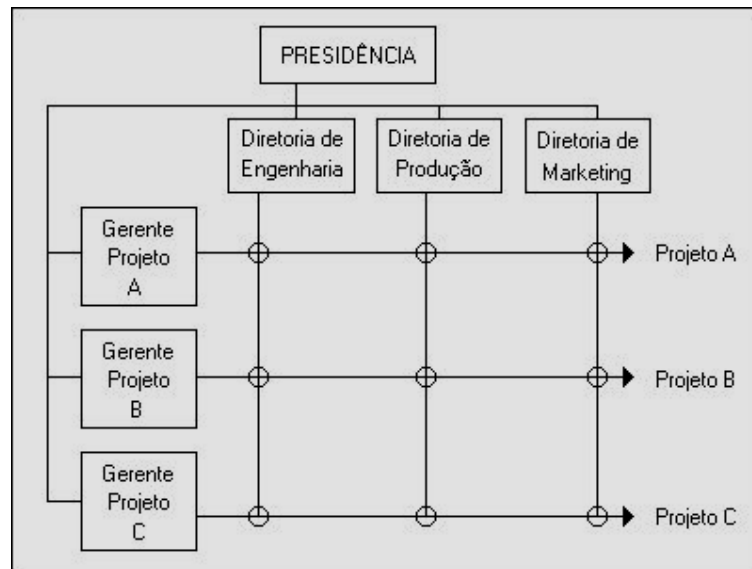 PRESIDÊNCIA
Diretoria de
Engenharia
Diretoria de
Produção
Diretoria de
Marketing
Gerente
Projeto
A
Projeto A
Gerente
Projeto
B
Projeto B
Gerente
Projeto
C
Projeto C